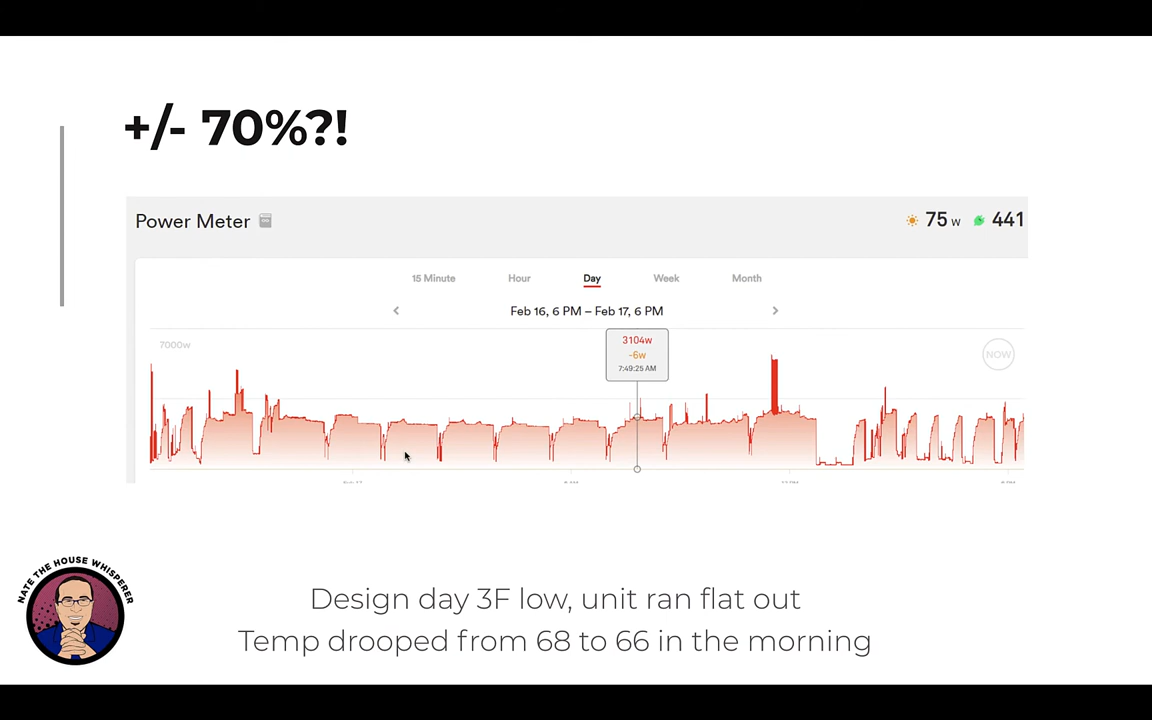 +/- 70%?!
Power Meter
75 w 441
15 Minute Hour Day Week Month
Feb 16, 6 PM – Feb 17, 6 PM
7000w
3104w
-6w
7:49:25 AM
NOW
NATE THE HOUSE WHISPERER
Design day 3F low, unit ran flat out
Temp drooped from 68 to 66 in the morning